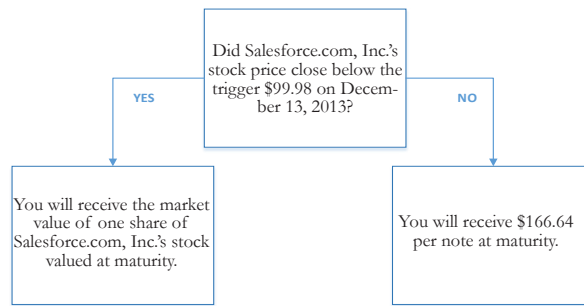 Did Salesforce.com, Inc.'s
stock price close below the
trigger $99.98 on Decem-
ber 13, 2013?
YES
NO
You will receive the market
value of one share of
Salesforce.com, Inc.'s stock
valued at maturity.
You will receive $166.64
per note at maturity.